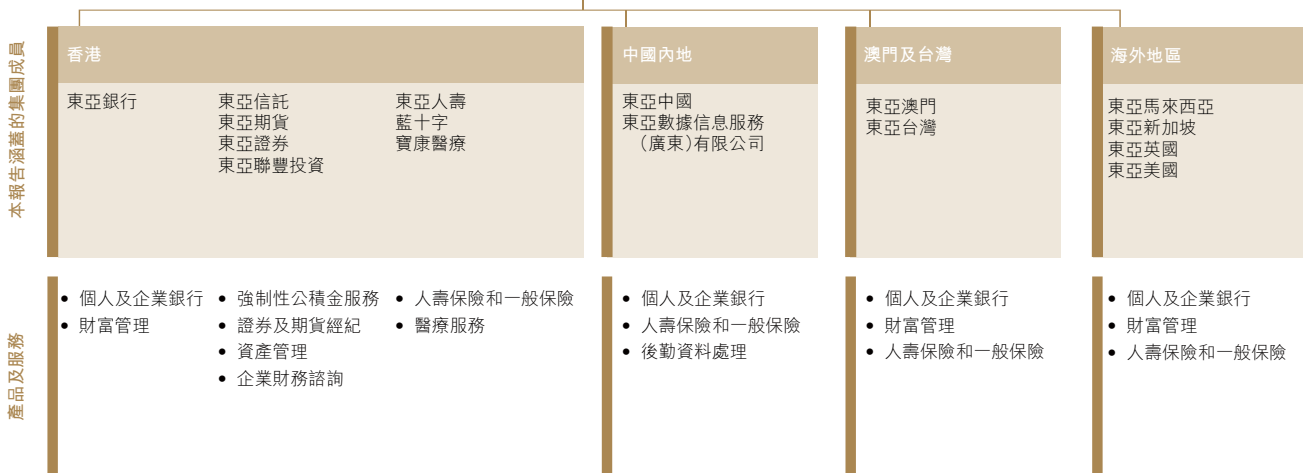 本報告涵蓋的集團成員
香港
東亞銀行
東亞信託
東亞期貨
東亞證券
東亞聯豐投資
東亞人壽
藍十字
寶康醫療
中國內地
東亞中國
東亞數據信息服務
（廣東）有限公司
澳門及台灣
東亞澳門
東亞台灣
海外地區
東亞馬來西亞
東亞新加坡
東亞英國
東亞美國
產品及服務
• 個人及企業銀行
• 財富管理
• 強制性公積金服務
• 證券及期貨經紀
• 資產管理
• 企業財務諮詢
• 人壽保險和一般保險
• 醫療服務
• 個人及企業銀行
• 人壽保險和一般保險
• 後勤資料處理
• 個人及企業銀行
• 財富管理
• 人壽保險和一般保險
• 個人及企業銀行
• 財富管理
• 人壽保險和一般保險